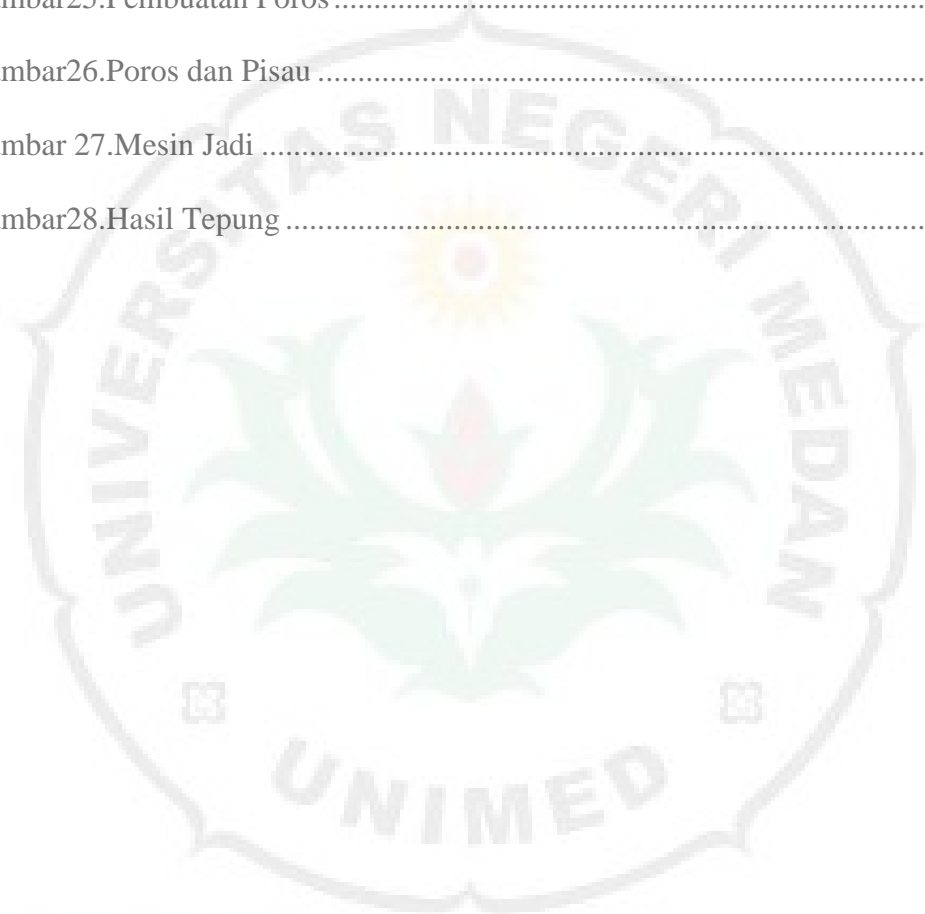 mbar25.Pembuatan Poros..........................................................................
mbar26.Poros dan Pisau ...........................................................................
mbar 27.Mesin Jadi ..................................................................................
mbar28.Hasil Tepung ...............................................................................
UNIVERSITAS NEGERI MEDAN
UNIMED